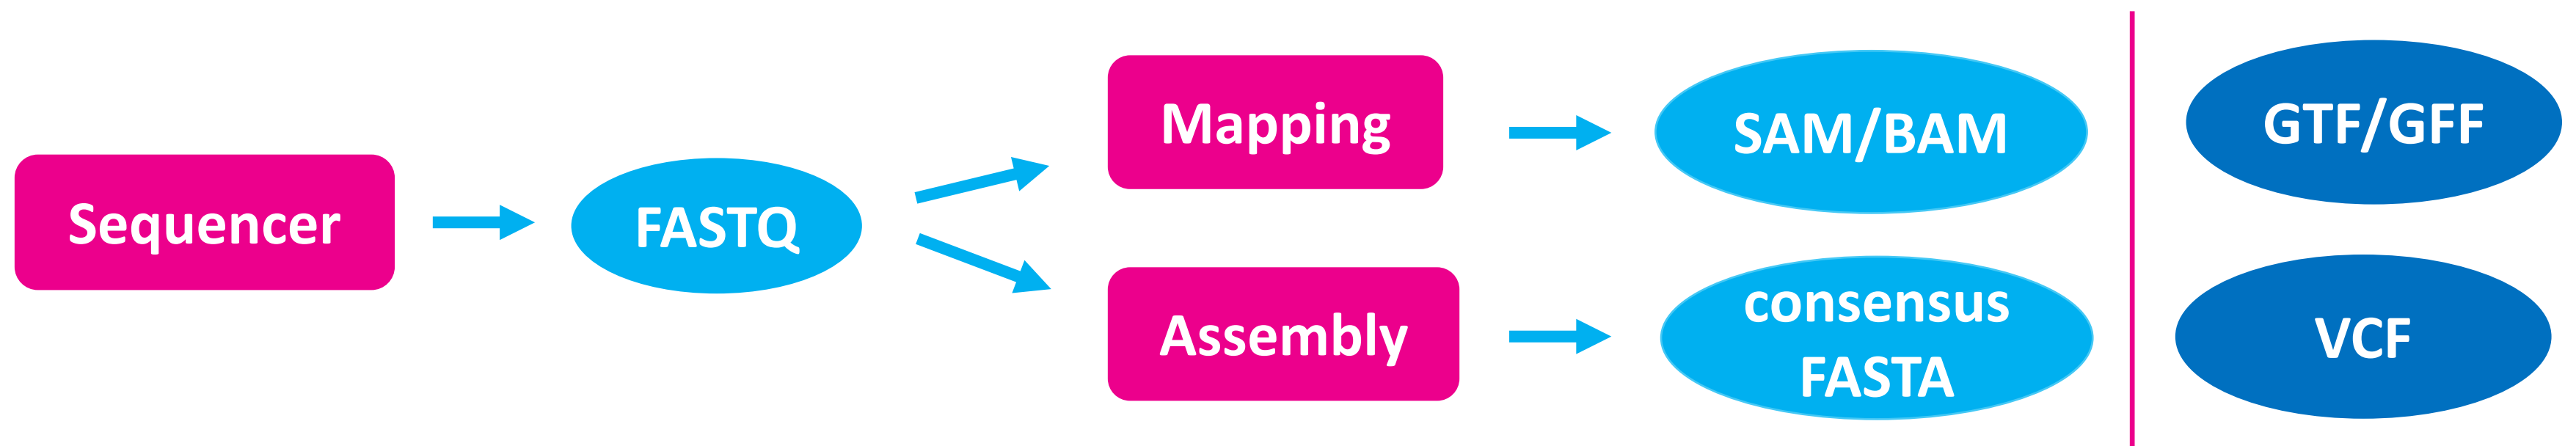 Sequencer
FASTQ
Mapping
Assembly
SAM/BAM
consensus
FASTA
GTF/GFF
VCF